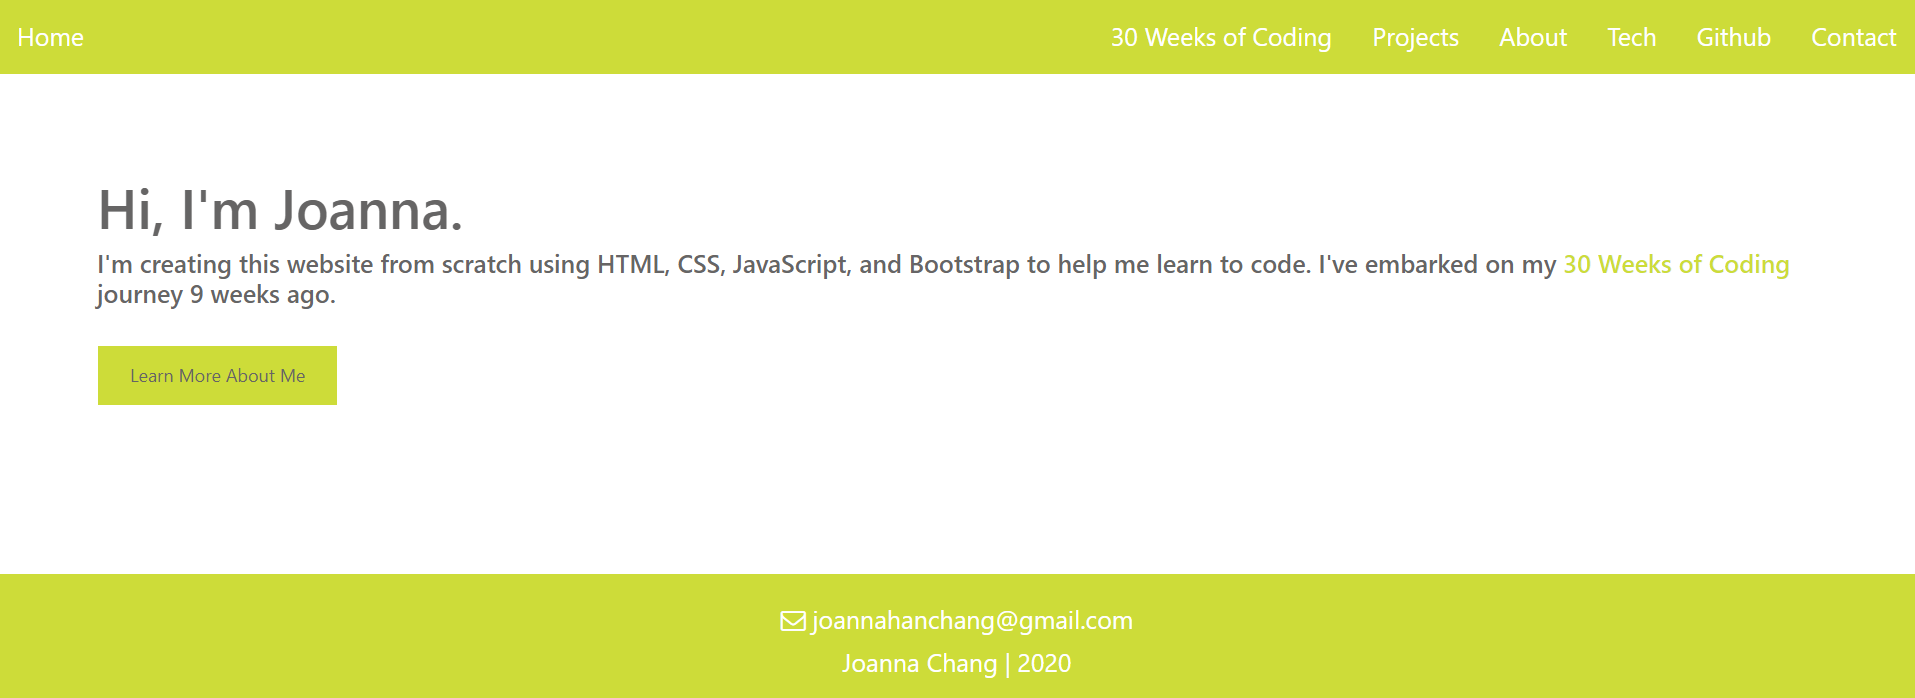 Home 30 Weeks of Coding Projects About Tech Github Contact
Hi, I'm Joanna.
I'm creating this website from scratch using HTML, CSS, JavaScript, and Bootstrap to help me learn to code. I've embarked on my 30 Weeks of Coding
journey 9 weeks ago.
Learn More About Me
joannahanchang@gmail.com
Joanna Chang | 2020